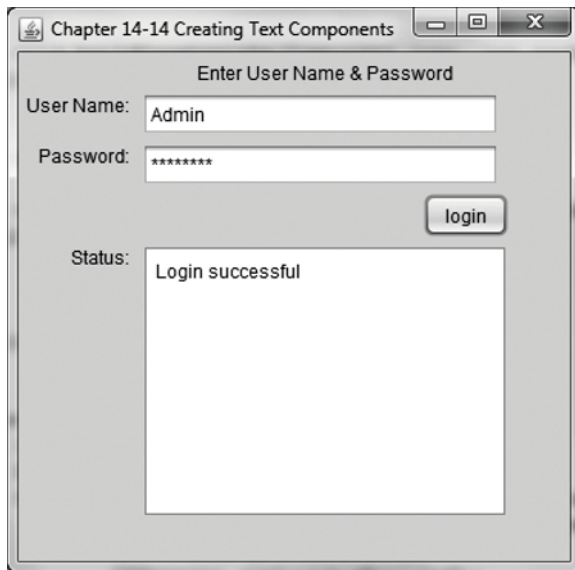 Chapter 14-14 Creating Text Components
Enter User Name & Password
User Name: Admin
Password: ********
login
Status: Login successful